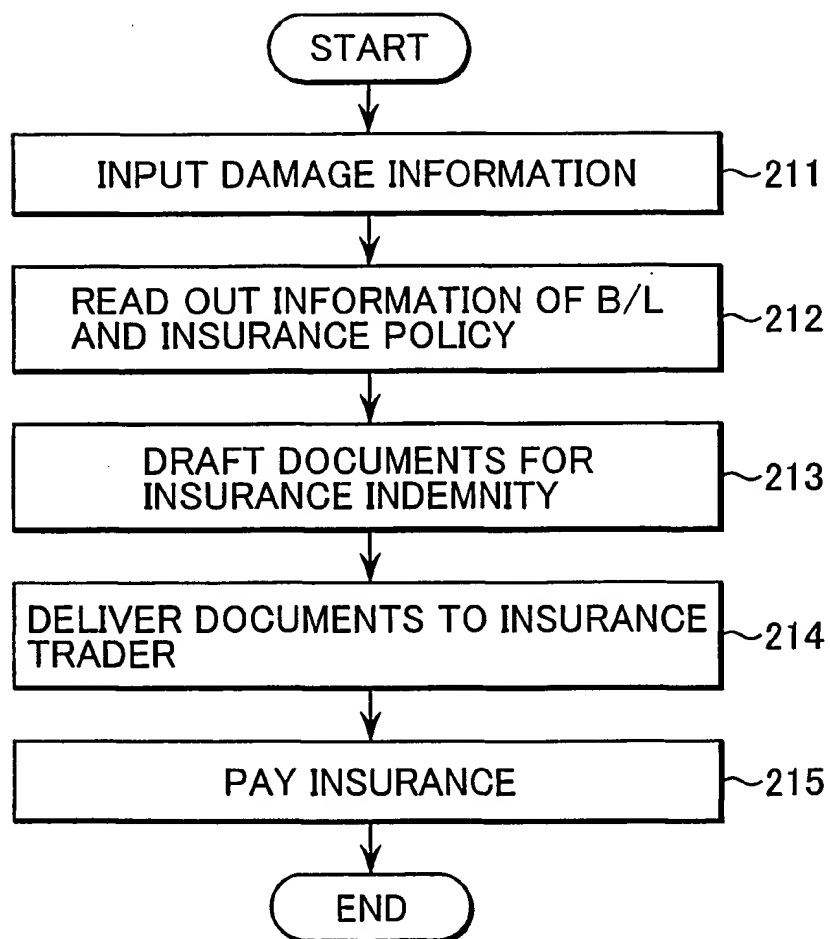 START
INPUT DAMAGE INFORMATION
211
READ OUT INFORMATION OF B/L
AND INSURANCE POLICY
212
DRAFT DOCUMENTS FOR
INSURANCE INDEMNITY
213
DELIVER DOCUMENTS TO INSURANCE
TRADER
214
PAY INSURANCE
215
END